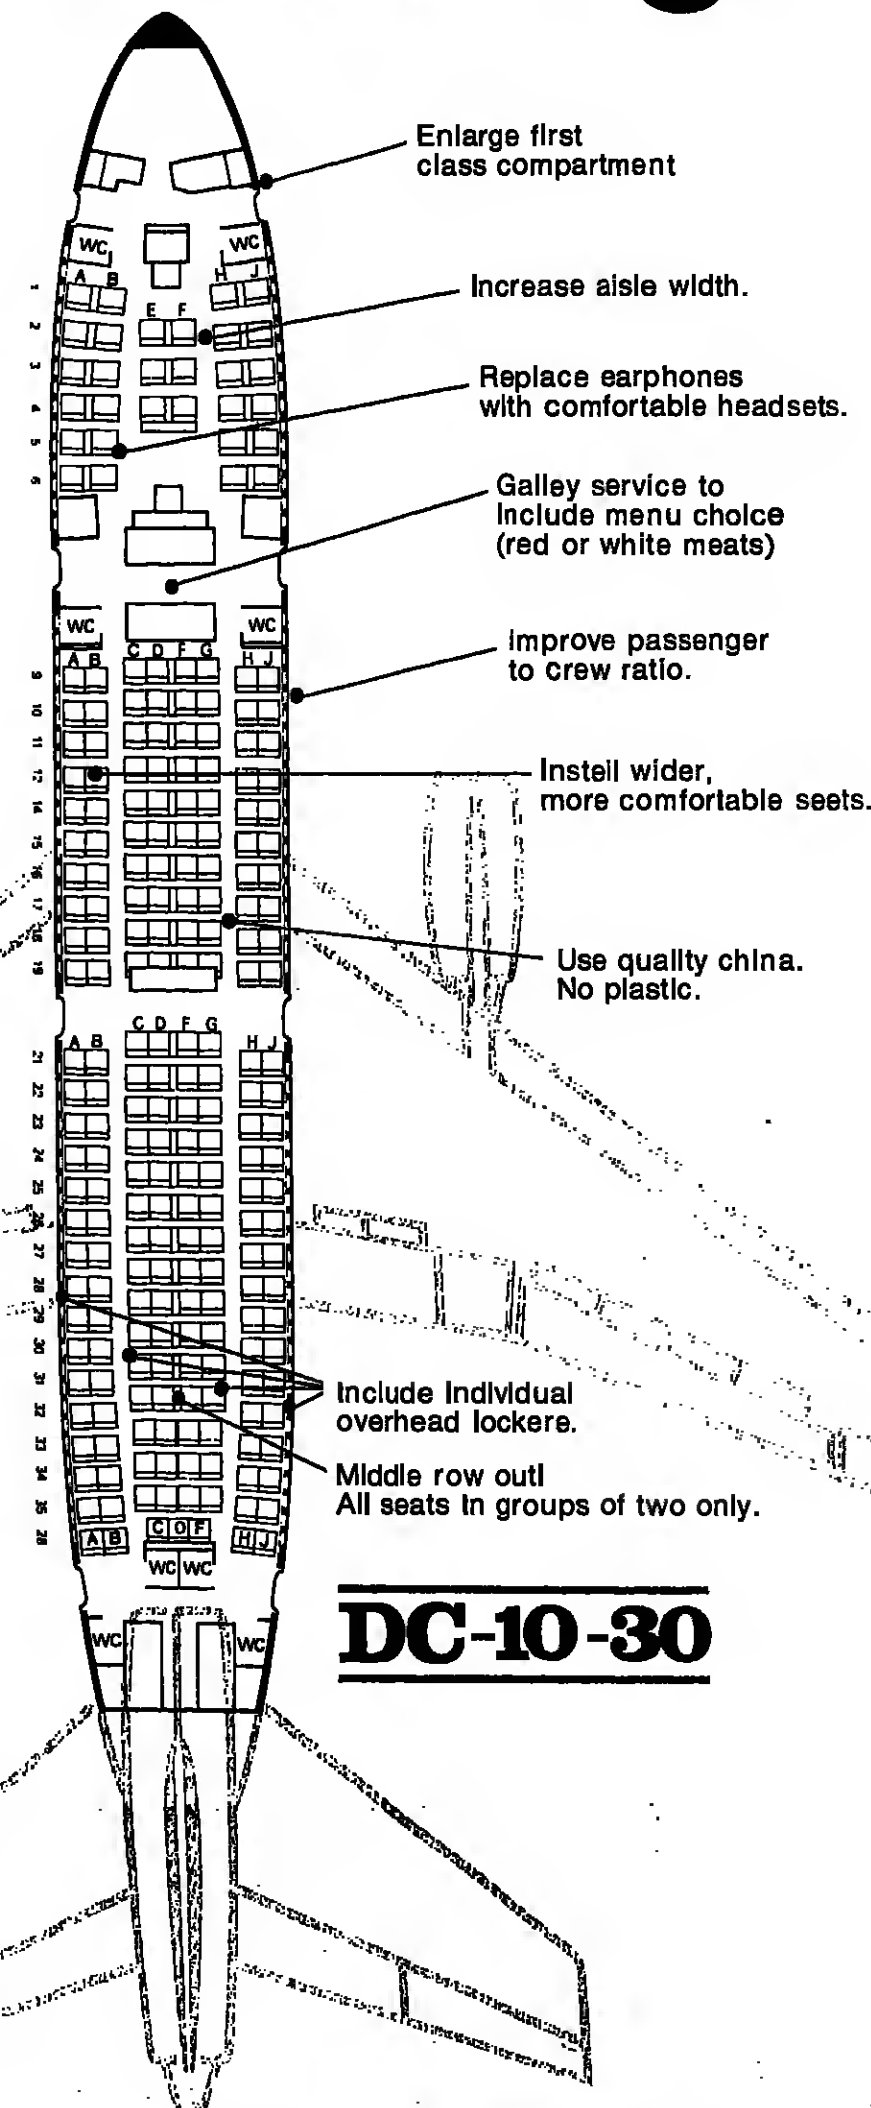 Enlarge first
class compartment
WC
WC
A B
H J
1
Increase aisle width.
E F
2
3
Replace earphones
with comfortable headsets.
4
5
6
Galley service to
Include menu choice
(red or white meats)
WC
WC
Improve passenger
to crew ratio.
A B
C D F G
H J
9
10
11
12
Instell wider,
more comfortable seets.
14
15
16
17
18
19
Use quality china.
No plastic.
A B
C D F G
H J
21
22
23
24
25
26
27
28
29
30
31
Include Individual
overhead lockere.
32
33
Middle row outl
All seats In groups of two only.
34
35
A B
C O F
H J
WC WC
DC-10-30
WC
WC